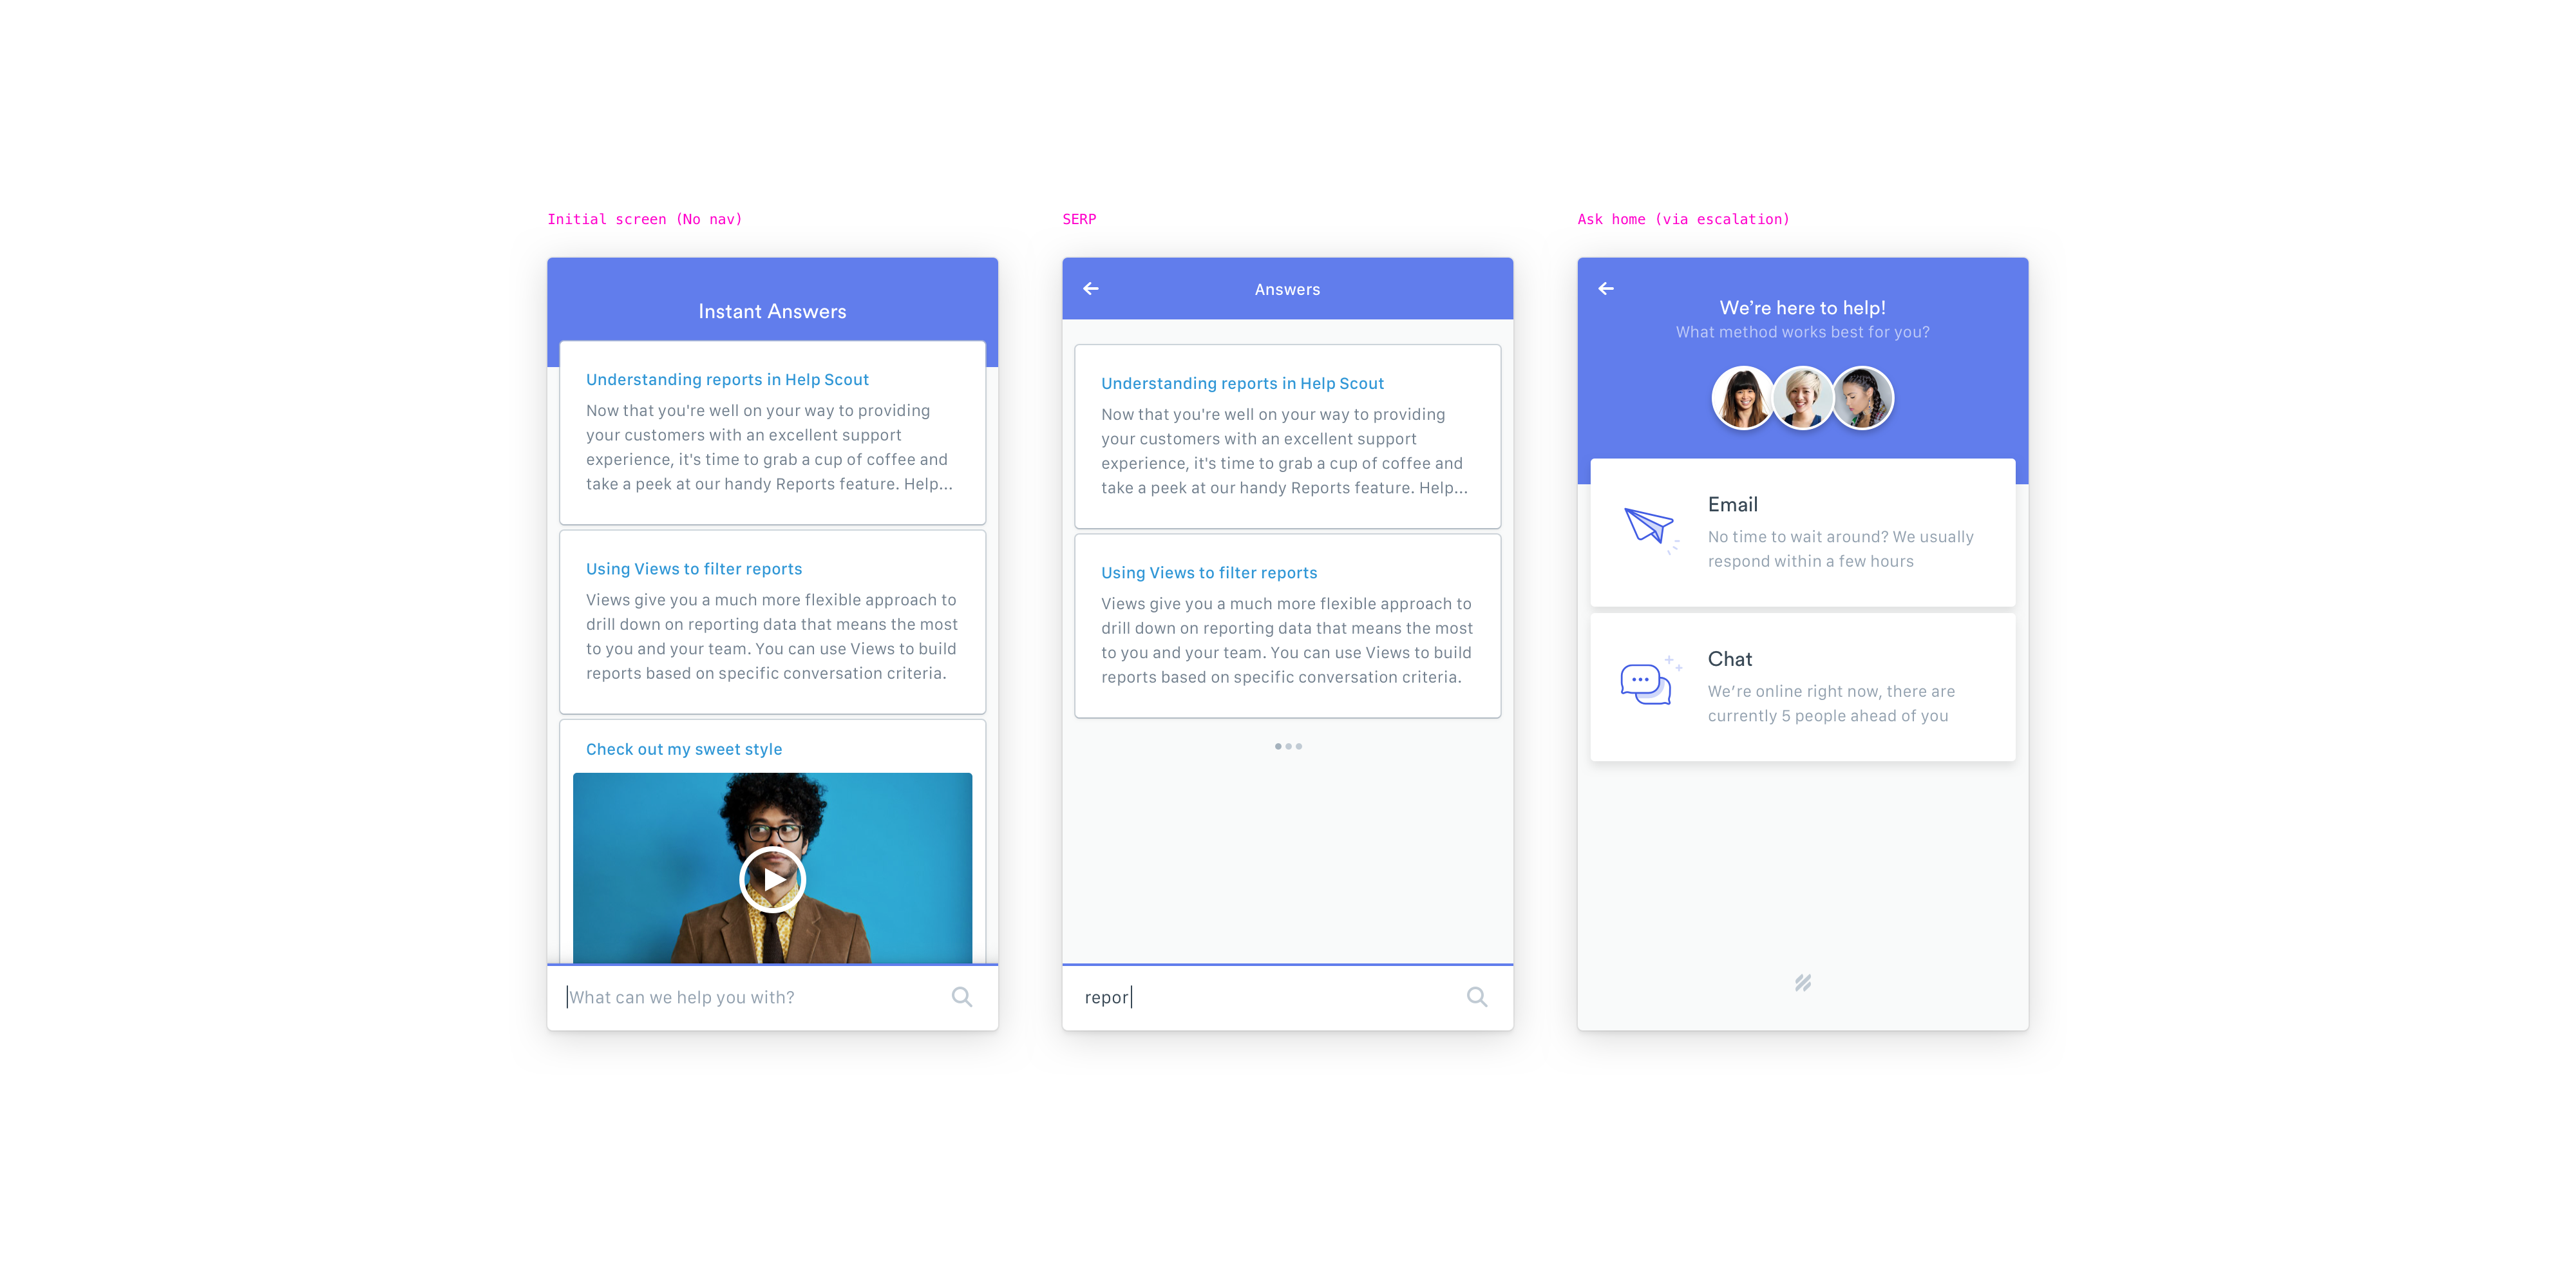 Initial screen (No nav)
Instant Answers
Understanding reports in Help Scout
Now that you're well on your way to providing
your customers with an excellent support
experience, it's time to grab a cup of coffee and
take a peek at our handy Reports feature. Help...
Using Views to filter reports
Views give you a much more flexible approach to
drill down on reporting data that means the most
to you and your team. You can use Views to build
reports based on specific conversation criteria.
Check out my sweet style
What can we help you with?
SERP
Answers
Understanding reports in Help Scout
Now that you're well on your way to providing
your customers with an excellent support
experience, it's time to grab a cup of coffee and
take a peek at our handy Reports feature. Help...
Using Views to filter reports
Views give you a much more flexible approach to
drill down on reporting data that means the most
to you and your team. You can use Views to build
reports based on specific conversation criteria.
repor
Ask home (via escalation)
We’re here to help!
What method works best for you?
Email
No time to wait around? We usually
respond within a few hours
Chat
We’re online right now, there are
currently 5 people ahead of you